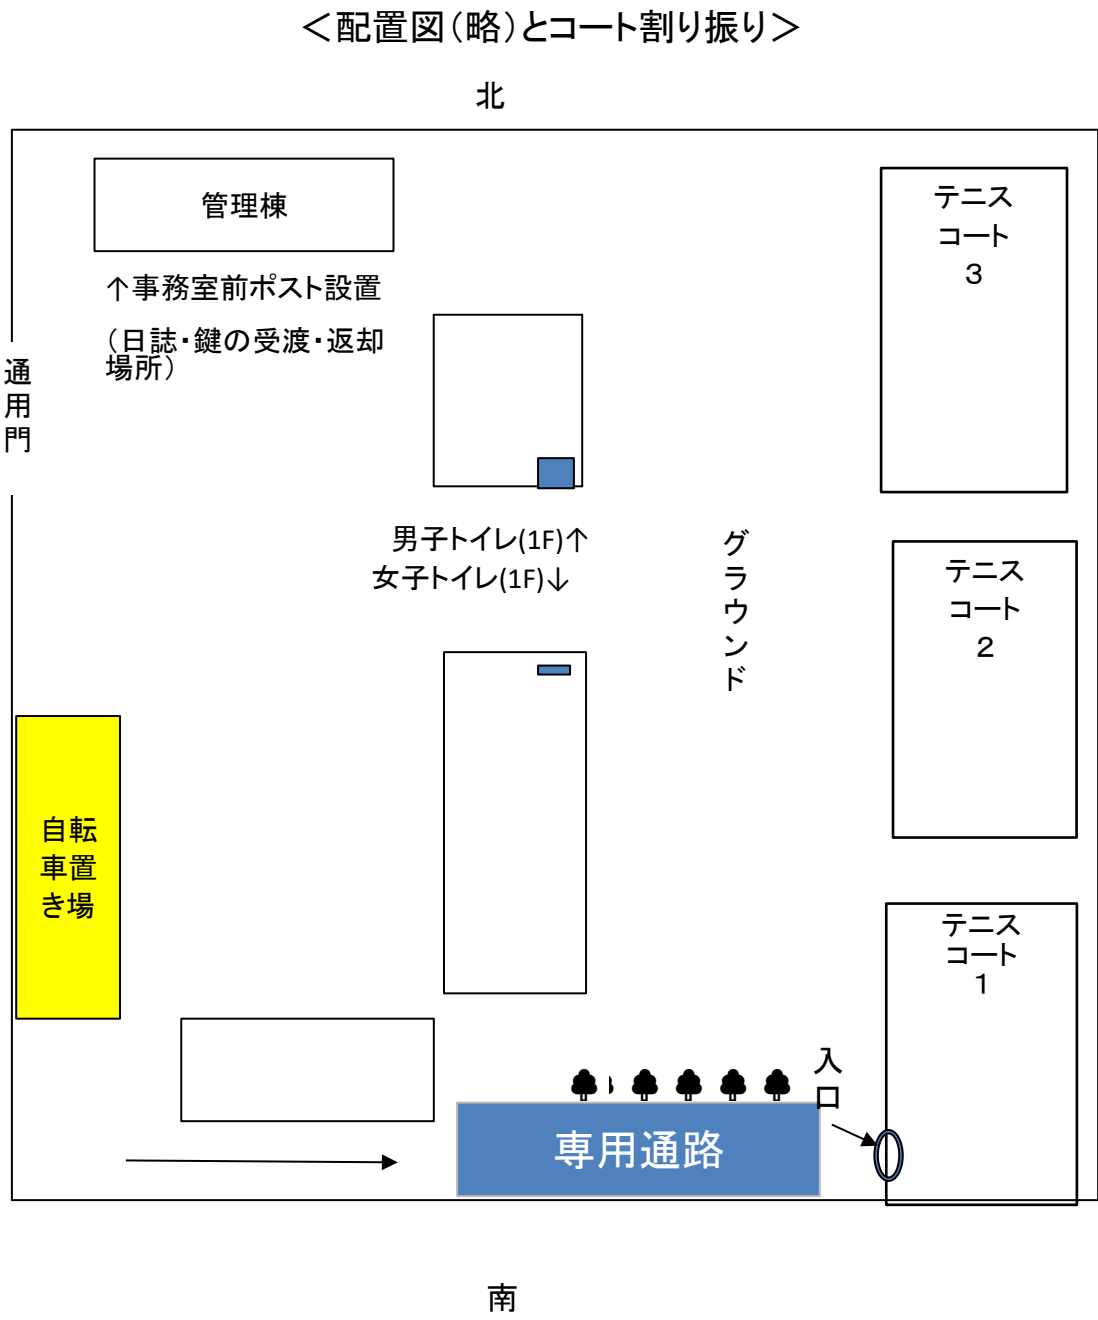 ＜配置図(略)とコート割り振り＞
北
管理棟
↑事務室前ポスト設置
（日誌・鍵の受渡・返却
場所）
通
用
門
テニス
コート
3
男子トイレ(1F)↑
女子トイレ(1F)↓
グ
ラ
ウ
ン
ド
テニス
コート
2
自転
車置
き場
テニス
コート
1
入
口
専用通路
南